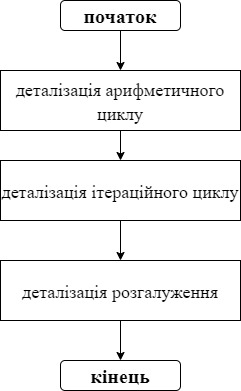 початок
деталізація арифметичного
циклу
деталізація ітераційного циклу
деталізація розгалуження
кінець